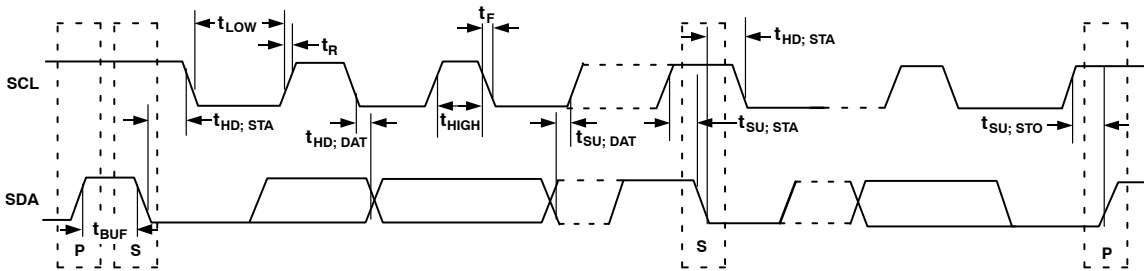 tLOW
tF
tR
tHD; STA
SCL
tHD; STA
tHD; DAT
tHIGH
tSU; DAT
tSU; STA
tSU; STO
SDA
tBUF
P
S
S
P